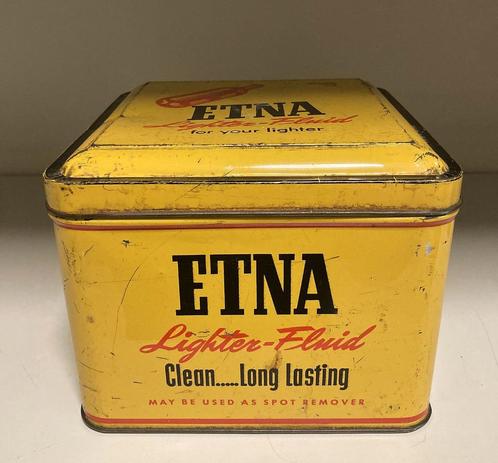 ETNA
Lighter-Fluid
for your lighter
ETNA
Lighter-Fluid
Clean.....Long Lasting
MAY BE USED AS SPOT REMOVER